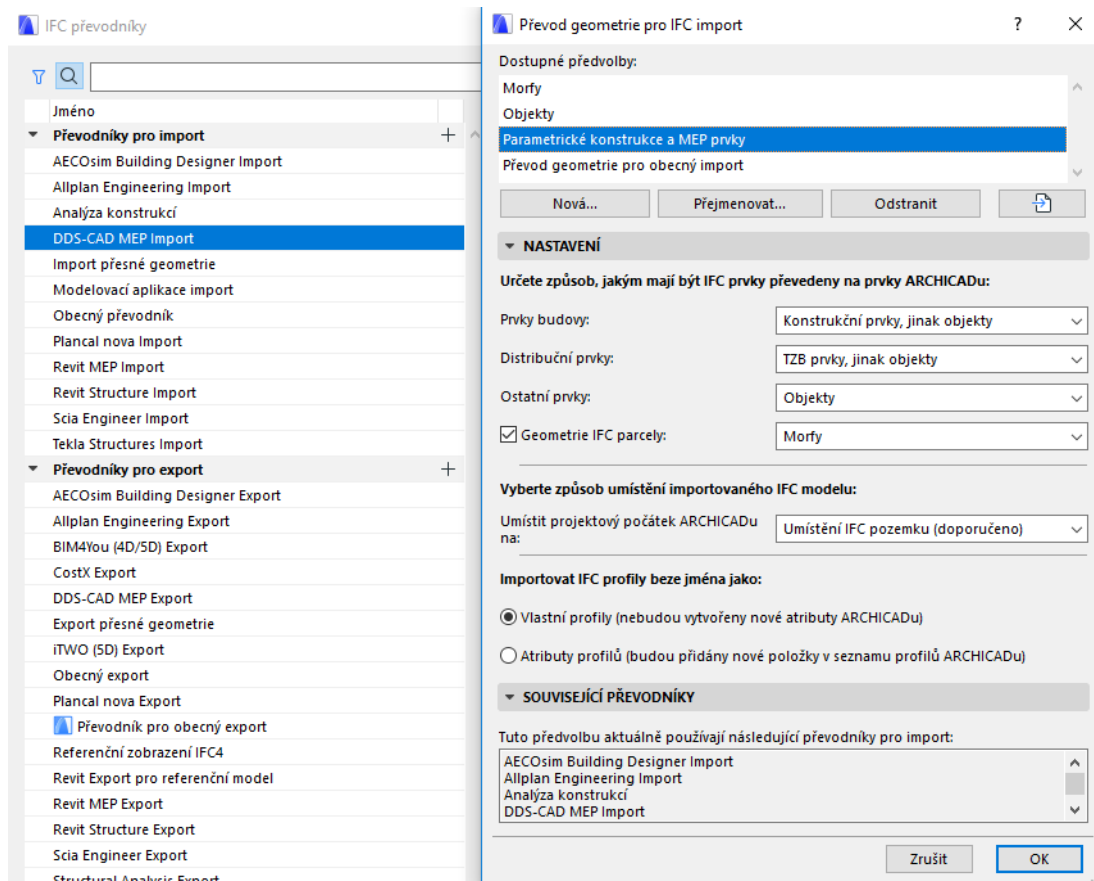 IFC převodníky
Jméno
Převodníky pro import
AECOsim Building Designer Import
Allplan Engineering Import
Analýza konstrukcí
DDS-CAD MEP Import
Import přesné geometrie
Modelovací aplikace import
Obecný převodník
Plancal nova Import
Revit MEP Import
Revit Structure Import
Scia Engineer Import
Tekla Structures Import
Převodníky pro export
AECOsim Building Designer Export
Allplan Engineering Export
BIM4You (4D/5D) Export
CostX Export
DDS-CAD MEP Export
Export přesné geometrie
iTWO (5D) Export
Obecný export
Plancal nova Export
Převodník pro obecný export
Referenční zobrazení IFC4
Revit Export pro referenční model
Revit MEP Export
Revit Structure Export
Scia Engineer Export
Structural Analysis Export
Převod geometrie pro IFC import
?
Dostupné předvolby:
Morfy
Objekty
Parametrické konstrukce a MEP prvky
Převod geometrie pro obecný import
Nová... Přejmenovat... Odstranit
NASTAVENÍ
Určete způsob, jakým mají být IFC prvky převedeny na prvky ARCHICADu:
Prvky budovy: Konstrukční prvky, jinak objekty
Distribuční prvky: TZB prvky, jinak objekty
Ostatní prvky: Objekty
Geometrie IFC parcely: Morfy
Vyberte způsob umístění importovaného IFC modelu:
Umístit projektový počátek ARCHICADu
na: Umístění IFC pozemku (doporučeno)
Importovat IFC profily beze jména jako:
Vlastní profily (nebudou vytvořeny nové atributy ARCHICADu)
Atributy profilů (budou přidány nové položky v seznamu profilů ARCHICADu)
SOUVISEJÍCÍ PŘEVODNÍKY
Tuto předvolbu aktuálně používají následující převodníky pro import:
AECOsim Building Designer Import
Allplan Engineering Import
Analýza konstrukcí
DDS-CAD MEP Import
Zrušit OK